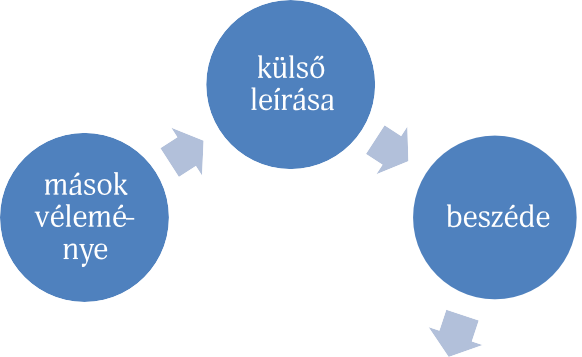 külső
leírása
mások
vélemé-
nye
beszéde